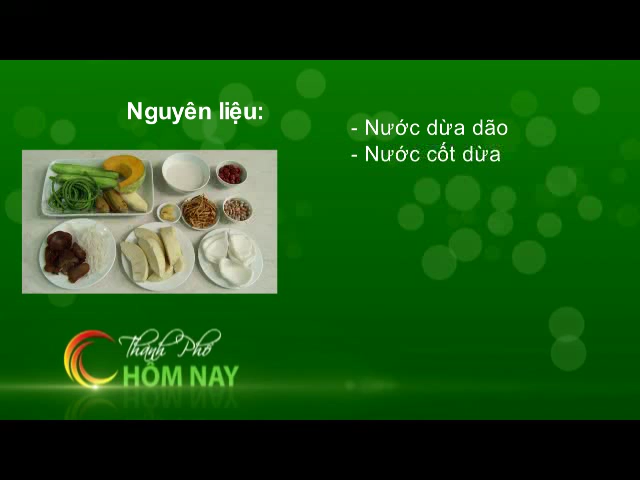 Nguyên liệu:
- Nước dừa dão
- Nước cốt dừa
Thành Phố
HÔM NAY